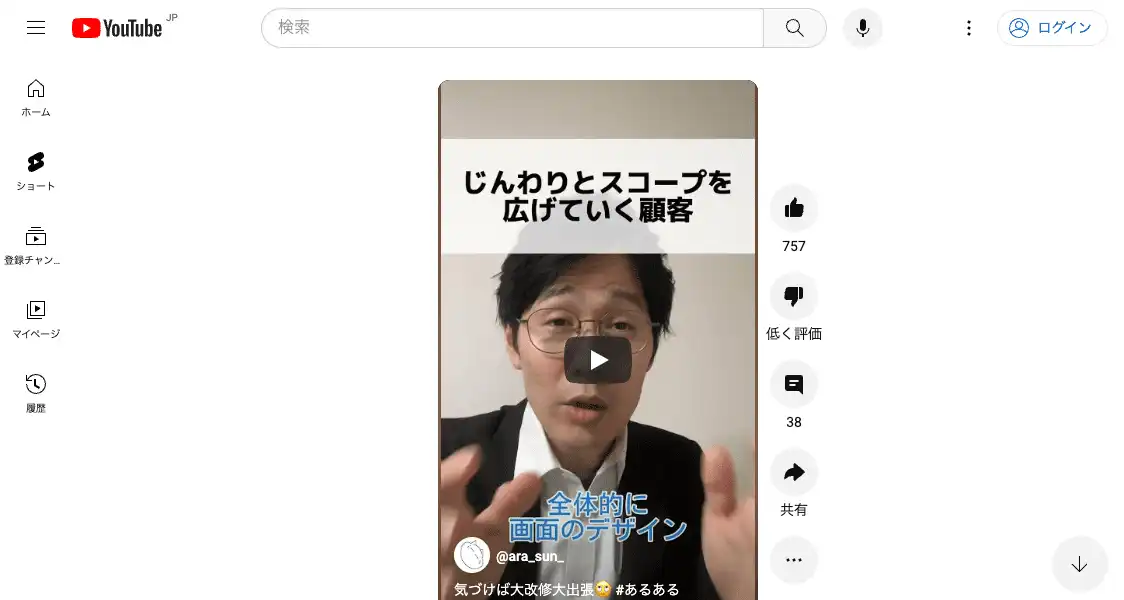 YouTube JP
検索
ログイン
ホーム
ショート
登録チャン...
マイページ
履歴
じんわりとスコープを
広げていく顧客
全体的に
画面のデザイン
@ara_sun_
気づけば大改修大出張🙄 #あるある
757
低く評価
38
共有